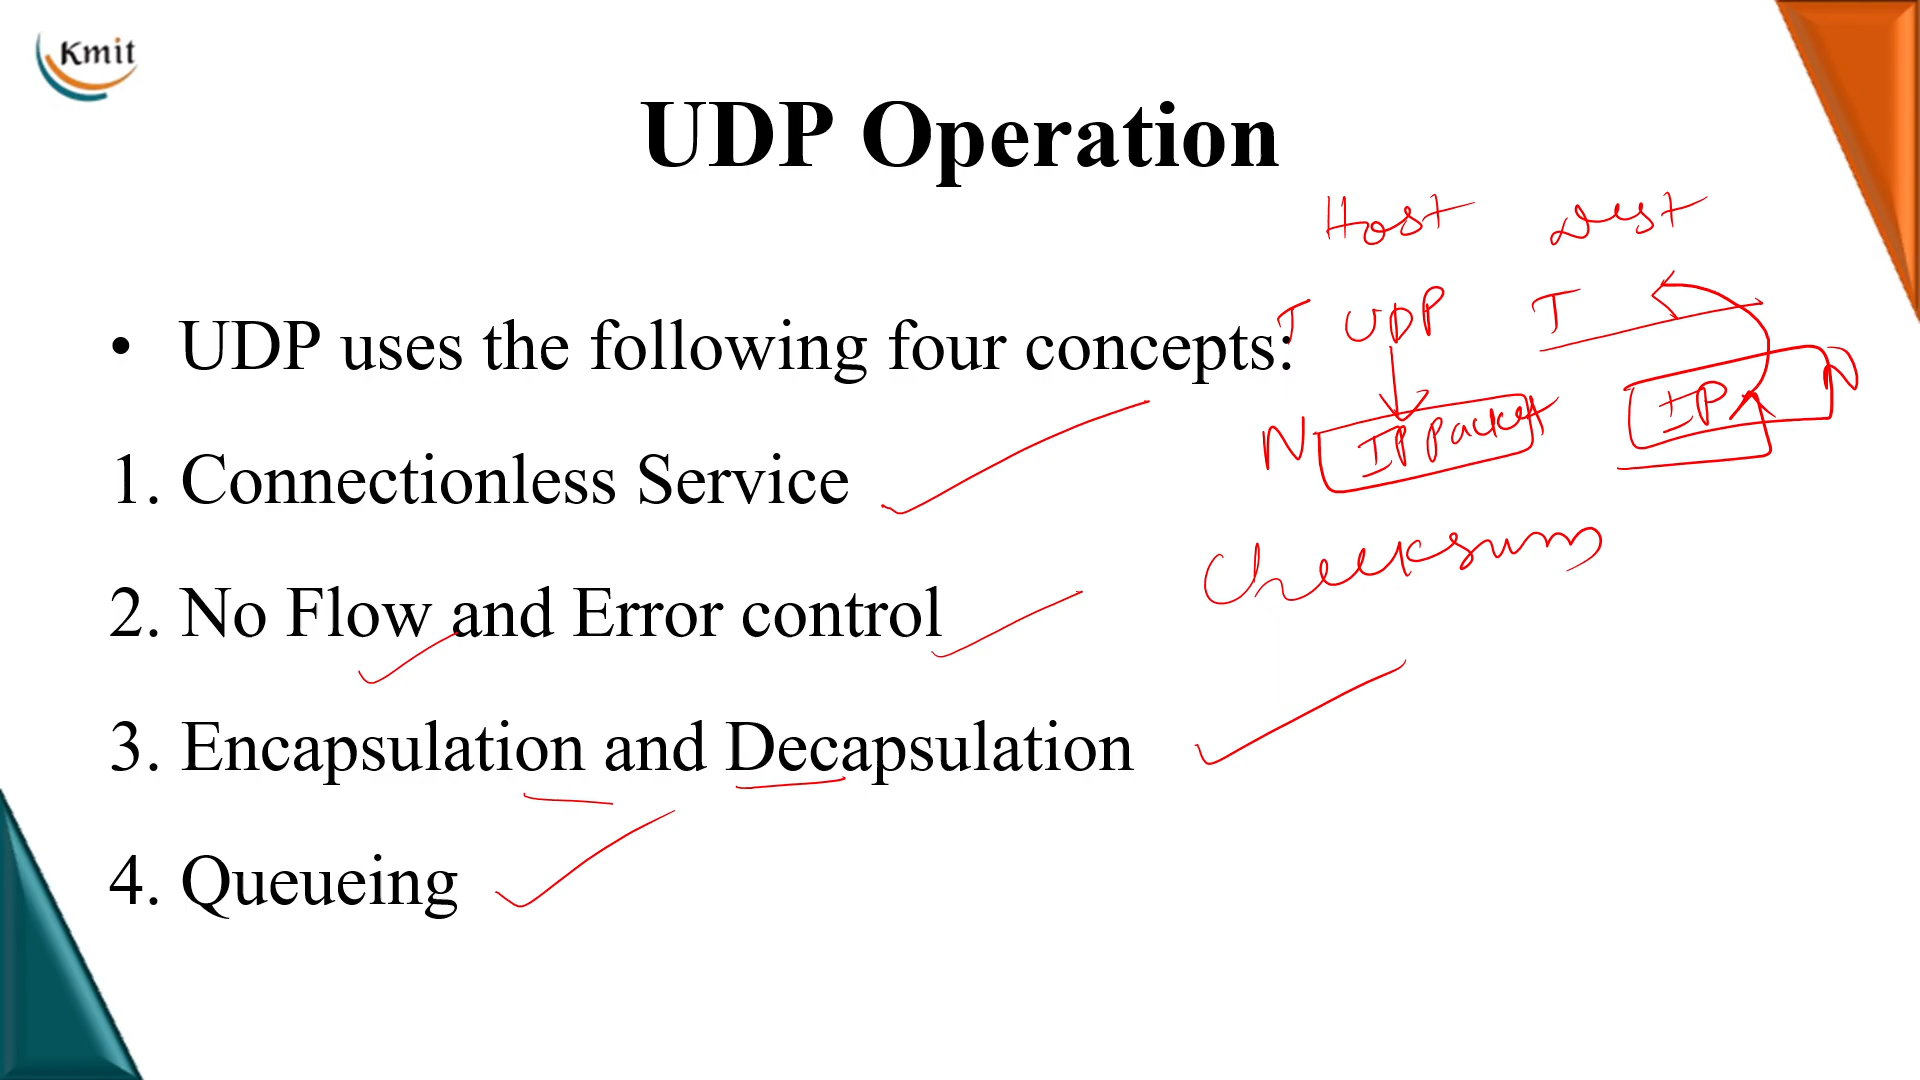 Kmit
UDP Operation
Host Dest
• UDP uses the following four concepts:
T UDP T
N IP Packet IP N
1. Connectionless Service
Checksum
2. No Flow and Error control
3. Encapsulation and Decapsulation
4. Queueing